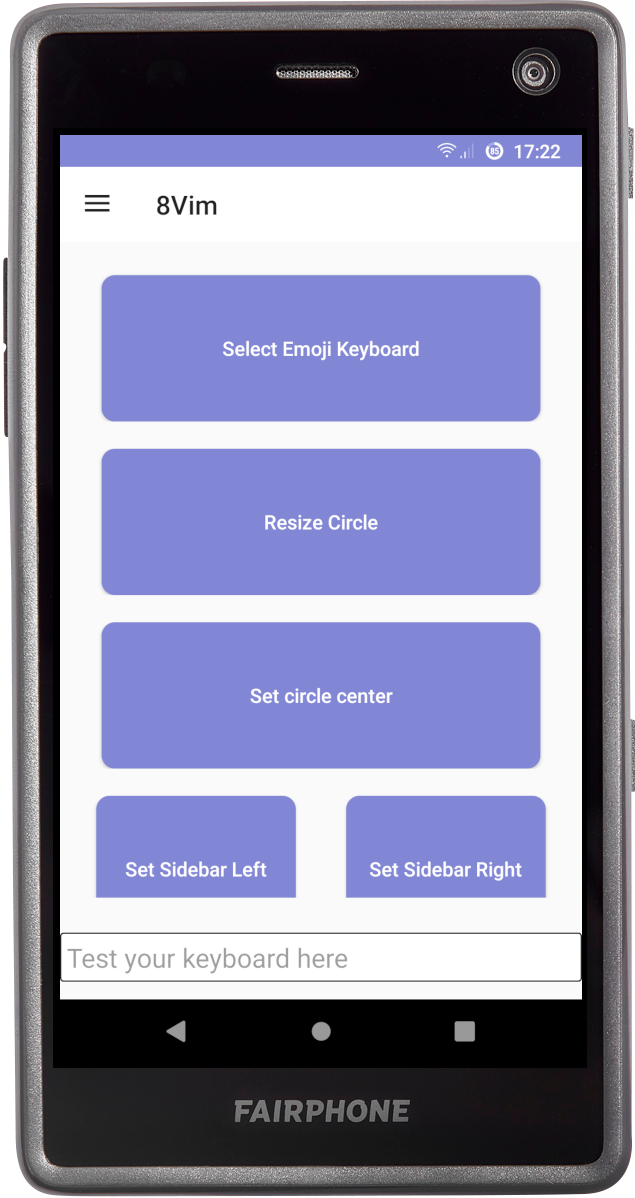 85 17:22
8Vim
Select Emoji Keyboard
Resize Circle
Set circle center
Set Sidebar Left Set Sidebar Right
Test your keyboard here
FAIRPHONE